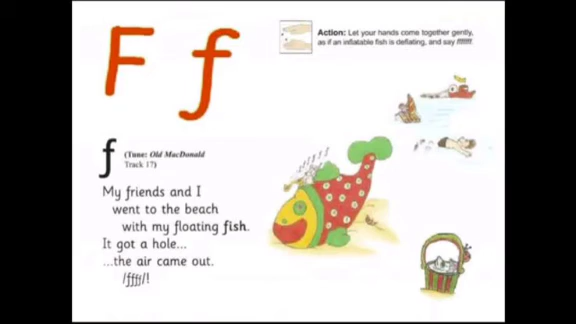 F f
Action: Let your hands come together gently,
as if an inflatable fish is deflating, and say ffffff.
f
(Tune: Old MacDonald
Track 17)
My friends and I
went to the beach
with my floating fish.
It got a hole...
...the air came out.
/ffff/!